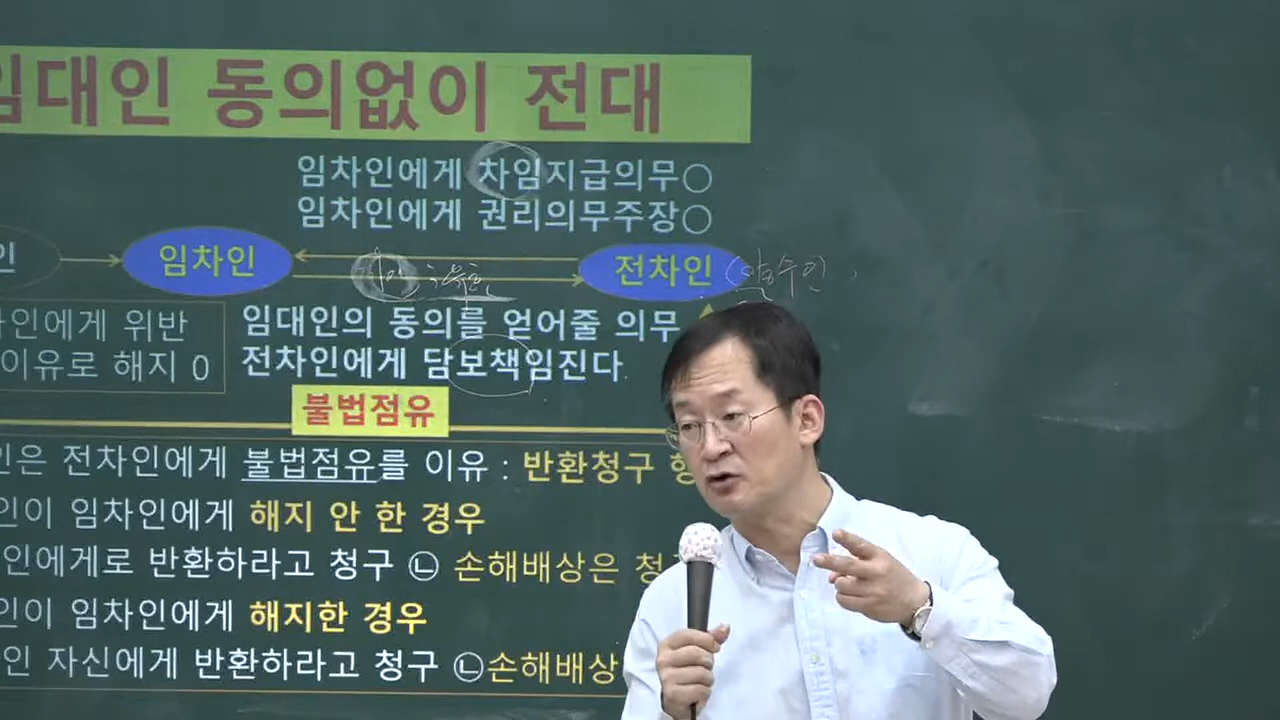 임대인 동의없이 전대
임차인에게 차임지급의무○
임차인에게 권리의무주장○
인 임차인 전차인 (양수인
인에게 위반
이유로 해지 0
유효
임대인의 동의를 얻어줄 의무
전차인에게 담보책임진다.
불법점유
인은 전차인에게 불법점유를 이유 : 반환청구
인이 임차인에게 해지 안 한 경우
인에게로 반환하라고 청구 ㉡ 손해배상은 청
인이 임차인에게 해지한 경우
인 자신에게 반환하라고 청구 ㉡손해배상